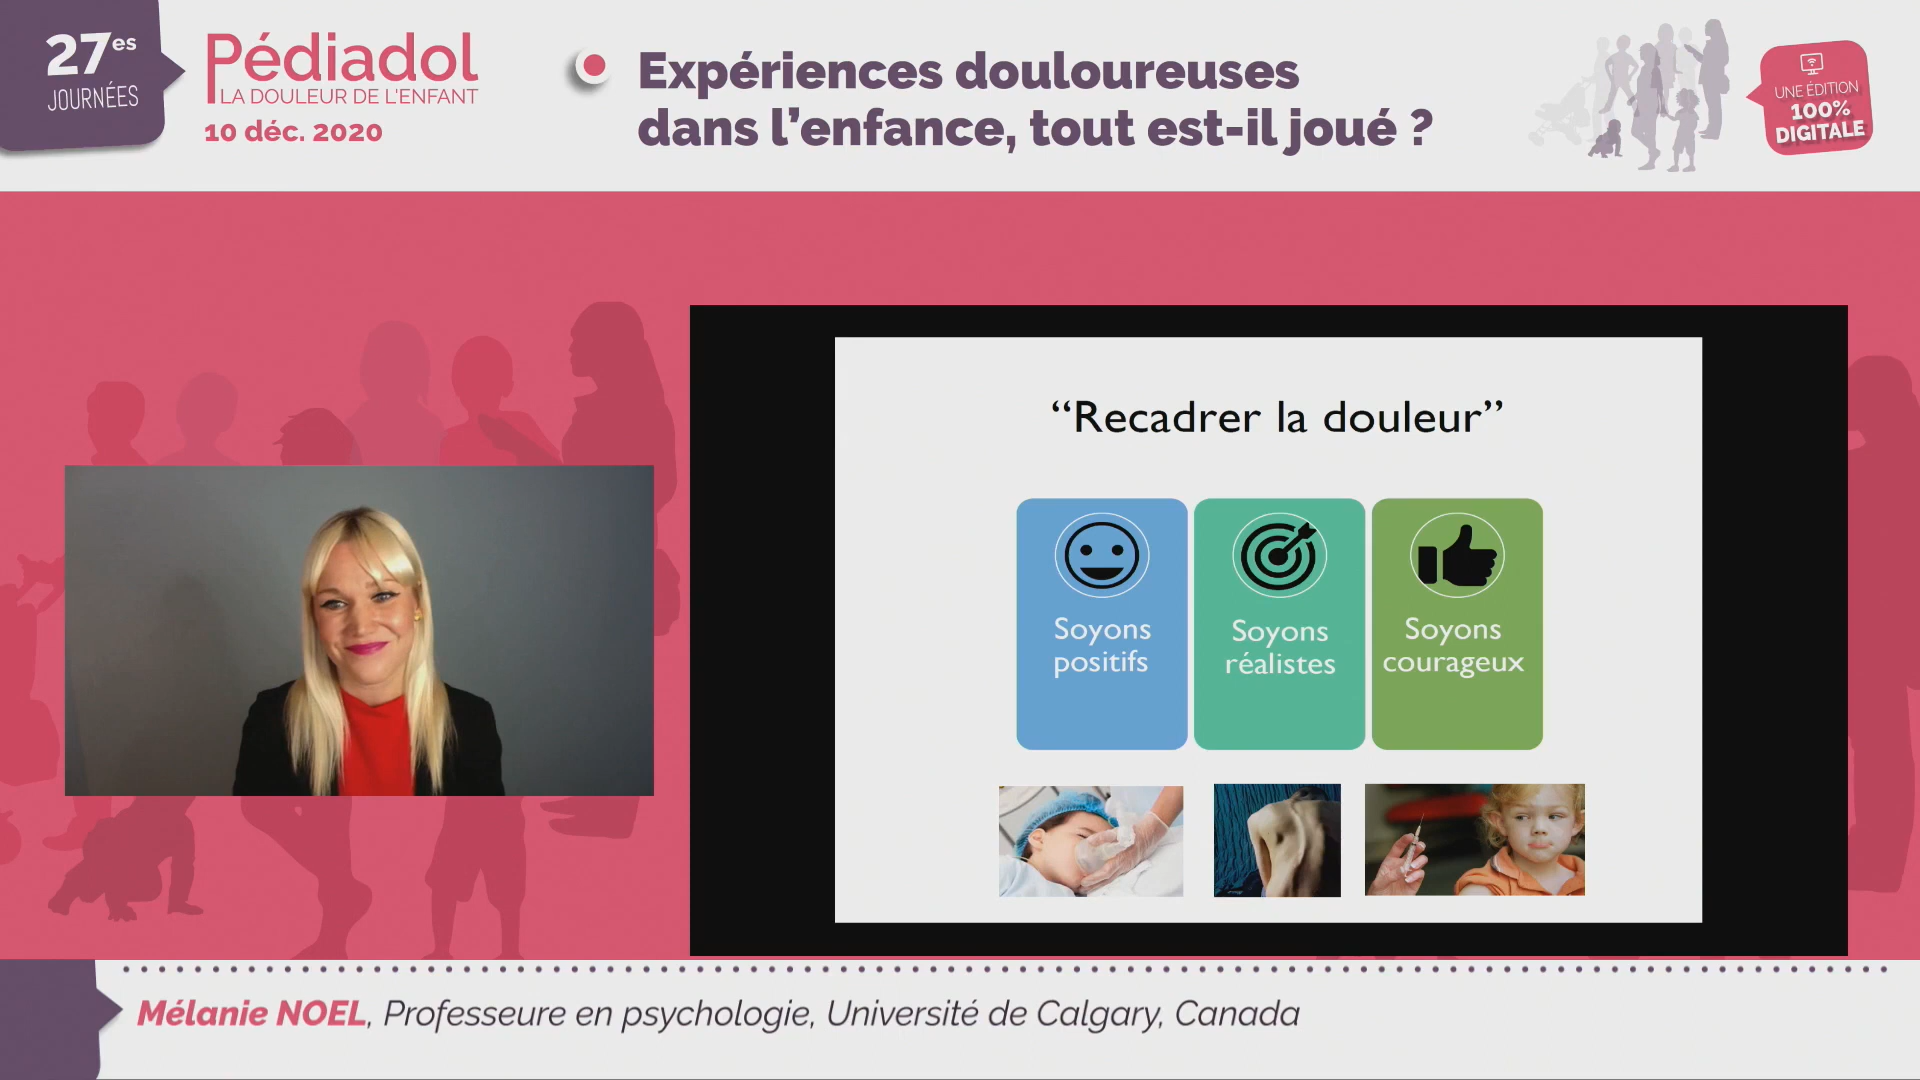 27es
JOURNÉES
Pédiadol
LA DOULEUR DE L'ENFANT
10 déc. 2020
Expériences douloureuses
dans l’enfance, tout est-il joué ?
UNE ÉDITION
100%
DIGITALE
“Recadrer la douleur”
Soyons
positifs
Soyons
réalistes
Soyons
courageux
Mélanie NOEL, Professeure en psychologie, Université de Calgary, Canada